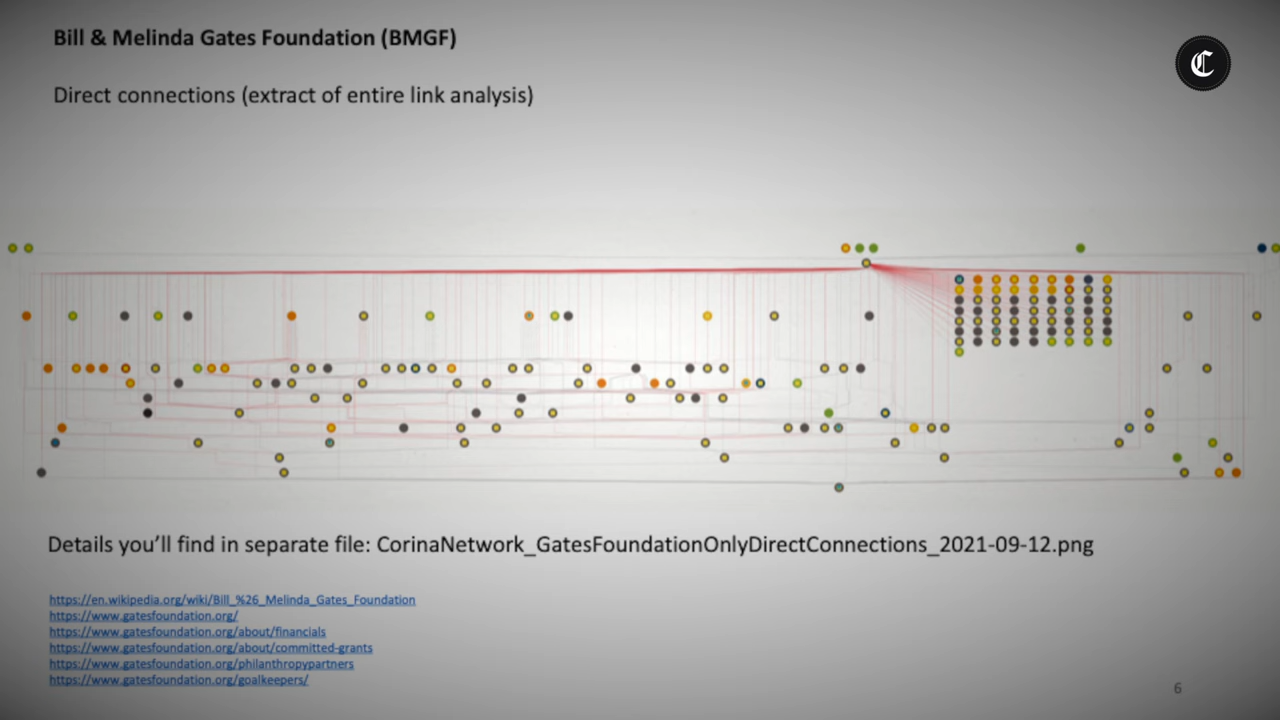 Bill & Melinda Gates Foundation (BMGF)
C
Direct connections (extract of entire link analysis)
Details you'll find in separate file: CorinaNetwork_GatesFoundationOnlyDirectConnections_2021-09-12.png
https://en.wikipedia.org/wiki/Bill_%26_Melinda_Gates_Foundation
https://www.gatesfoundation.org/
https://www.gatesfoundation.org/about/financials
https://www.gatesfoundation.org/about/committed-grants
https://www.gatesfoundation.org/philanthropypartners
https://www.gatesfoundation.org/goalkeepers/
6